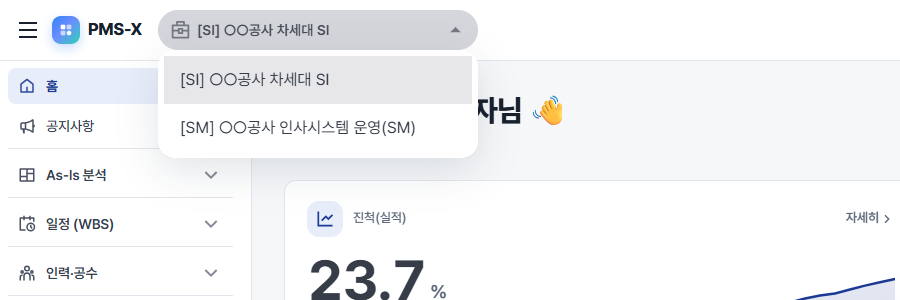 PMS-X
[SI] ○○공사 차세대 SI
[SI] ○○공사 차세대 SI
[SM] ○○공사 인사시스템 운영(SM)
자님 👋
홈
공지사항
As-Is 분석
일정 (WBS)
인력·공수
진척(실적)
자세히 >
23.7 %